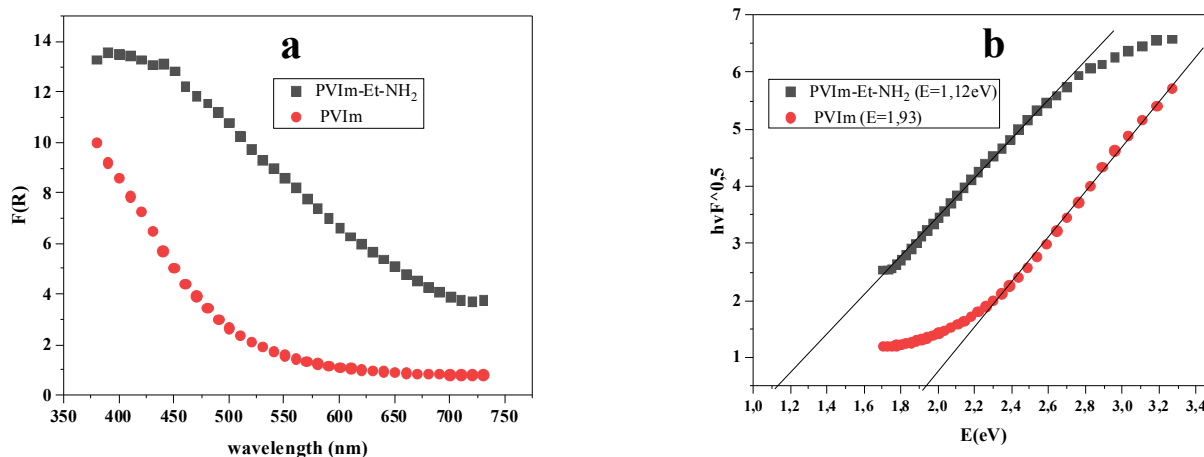 a
PVIm-Et-NH₂
PVIm
F(R)
14
12
10
8
6
4
2
0
350 400 450 500 550 600 650 700 750
wavelength (nm)
b
PVIm-Et-NH₂ (E=1,12eV)
PVIm (E=1,93)
hνF^0,5
7
6
5
4
3
2
1
1,0 1,2 1,4 1,6 1,8 2,0 2,2 2,4 2,6 2,8 3,0 3,2 3,4
E(eV)